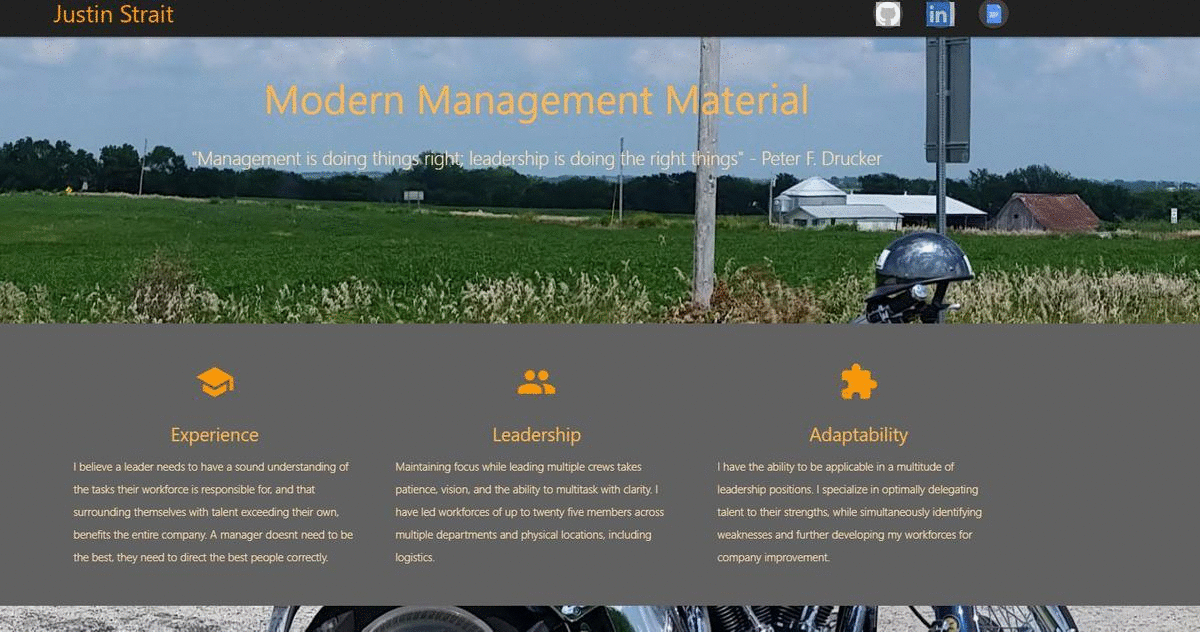 Justin Strait
in
Modern Management Material
"Management is doing things right; leadership is doing the right things" - Peter F. Drucker
Experience
I believe a leader needs to have a sound understanding of
the tasks their workforce is responsible for, and that
surrounding themselves with talent exceeding their own,
benefits the entire company. A manager doesnt need to be
the best, they need to direct the best people correctly.
Leadership
Maintaining focus while leading multiple crews takes
patience, vision, and the ability to multitask with clarity. I
have led workforces of up to twenty five members across
multiple departments and physical locations, including
logistics.
Adaptability
I have the ability to be applicable in a multitude of
leadership positions. I specialize in optimally delegating
talent to their strengths, while simultaneously identifying
weaknesses and further developing my workforces for
company improvement.